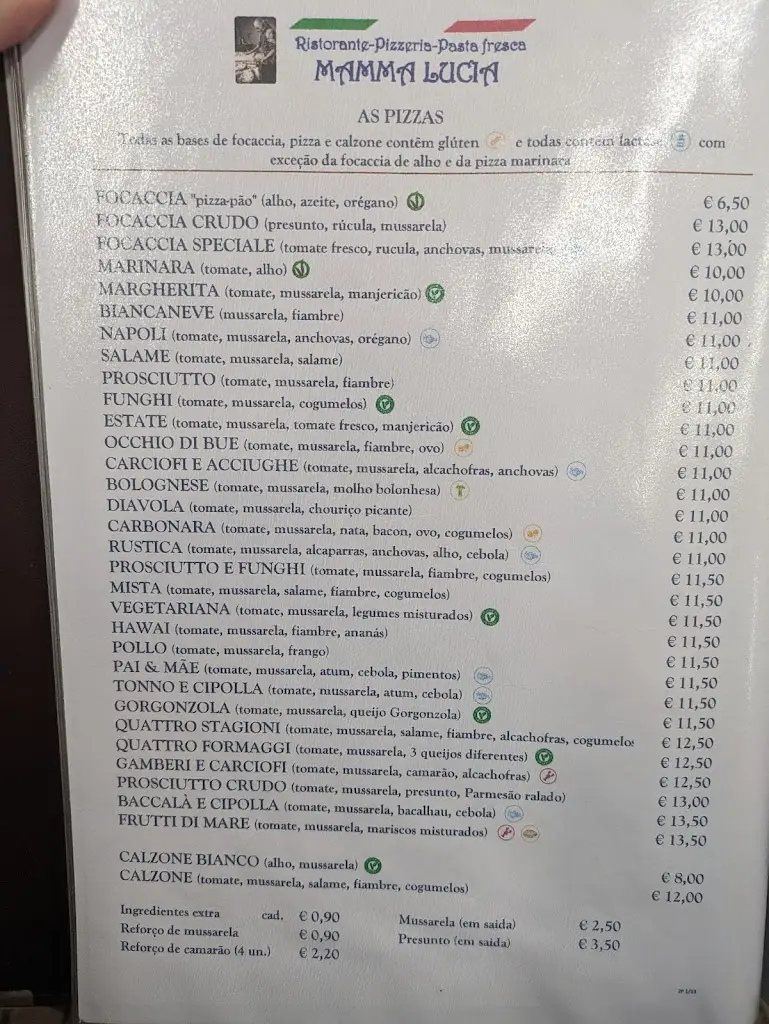 Ristorante-Pizzeria-Pasta fresca
MAMMA LUCIA
AS PIZZAS
Todas as bases de focaccia, pizza e calzone contêm glúten e todas contêm lactose com
exceção da focaccia de alho e da pizza marinara
FOCACCIA "pizza-pão" (alho, azeite, orégano) € 6,50
FOCACCIA CRUDO (presunto, rúcula, mussarela) € 13,00
FOCACCIA SPECIALE (tomate fresco, rucula, anchovas, mussarela € 13,00
MARINARA (tomate, alho) € 10,00
MARGHERITA (tomate, mussarela, manjericão) € 10,00
BIANCANEVE (mussarela, fiambre) € 11,00
NAPOLI (tomate, mussarela, anchovas, orégano) € 11,00
SALAME (tomate, mussarela, salame) € 11,00
PROSCIUTTO (tomate, mussarela, fiambre) € 11,00
FUNGHI (tomate, mussarela, cogumelos) € 11,00
ESTATE (tomate, mussarela, tomate fresco, manjericão) € 11,00
OCCHIO DI BUE (tomate, mussarela, fiambre, ovo) € 11,00
CARCIOFI E ACCIUGHE (tomate, mussarela, alcachofras, anchovas) € 11,00
BOLOGNESE (tomate, mussarela, molho bolonhesa) € 11,00
DIAVOLA (tomate, mussarela, chouriço picante) € 11,00
CARBONARA (tomate, mussarela, nata, bacon, ovo, cogumelos) € 11,00
RUSTICA (tomate, mussarela, alcaparras, anchovas, alho, cebola) € 11,00
PROSCIUTTO E FUNGHI (tomate, mussarela, fiambre, cogumelos) € 11,50
MISTA (tomate, mussarela, salame, fiambre, cogumelos) € 11,50
VEGETARIANA (tomate, mussarela, legumes misturados) € 11,50
HAWAI (tomate, mussarela, fiambre, ananás) € 11,50
POLLO (tomate, mussarela, frango) € 11,50
PAI & MÃE (tomate, mussarela, atum, cebola, pimentos) € 11,50
TONNO E CIPOLLA (tomate, mussarela, atum, cebola) € 11,50
GORGONZOLA (tomate, mussarela, queijo Gorgonzola) € 11,50
QUATTRO STAGIONI (tomate, mussarela, salame, fiambre, alcachofras, cogumelos € 12,50
QUATTRO FORMAGGI (tomate, mussarela, 3 queijos diferentes) € 12,50
GAMBERI E CARCIOFI (tomate, mussarela, camarão, alcachofras) € 12,50
PROSCIUTTO CRUDO (tomate, mussarela, presunto, Parmesão ralado) € 13,00
BACCALÀ E CIPOLLA (tomate, mussarela, bacalhau, cebola) € 13,50
FRUTTI DI MARE (tomate, mussarela, mariscos misturados) € 13,50
CALZONE BIANCO (alho, mussarela) € 8,00
CALZONE (tomate, mussarela, salame, fiambre, cogumelos) € 12,00
Ingredientes extra cad. € 0,90
Reforço de mussarela € 0,90
Reforço de camarão (4 un.) € 2,20
Mussarela (em saída) € 2,50
Presunto (em saída) € 3,50